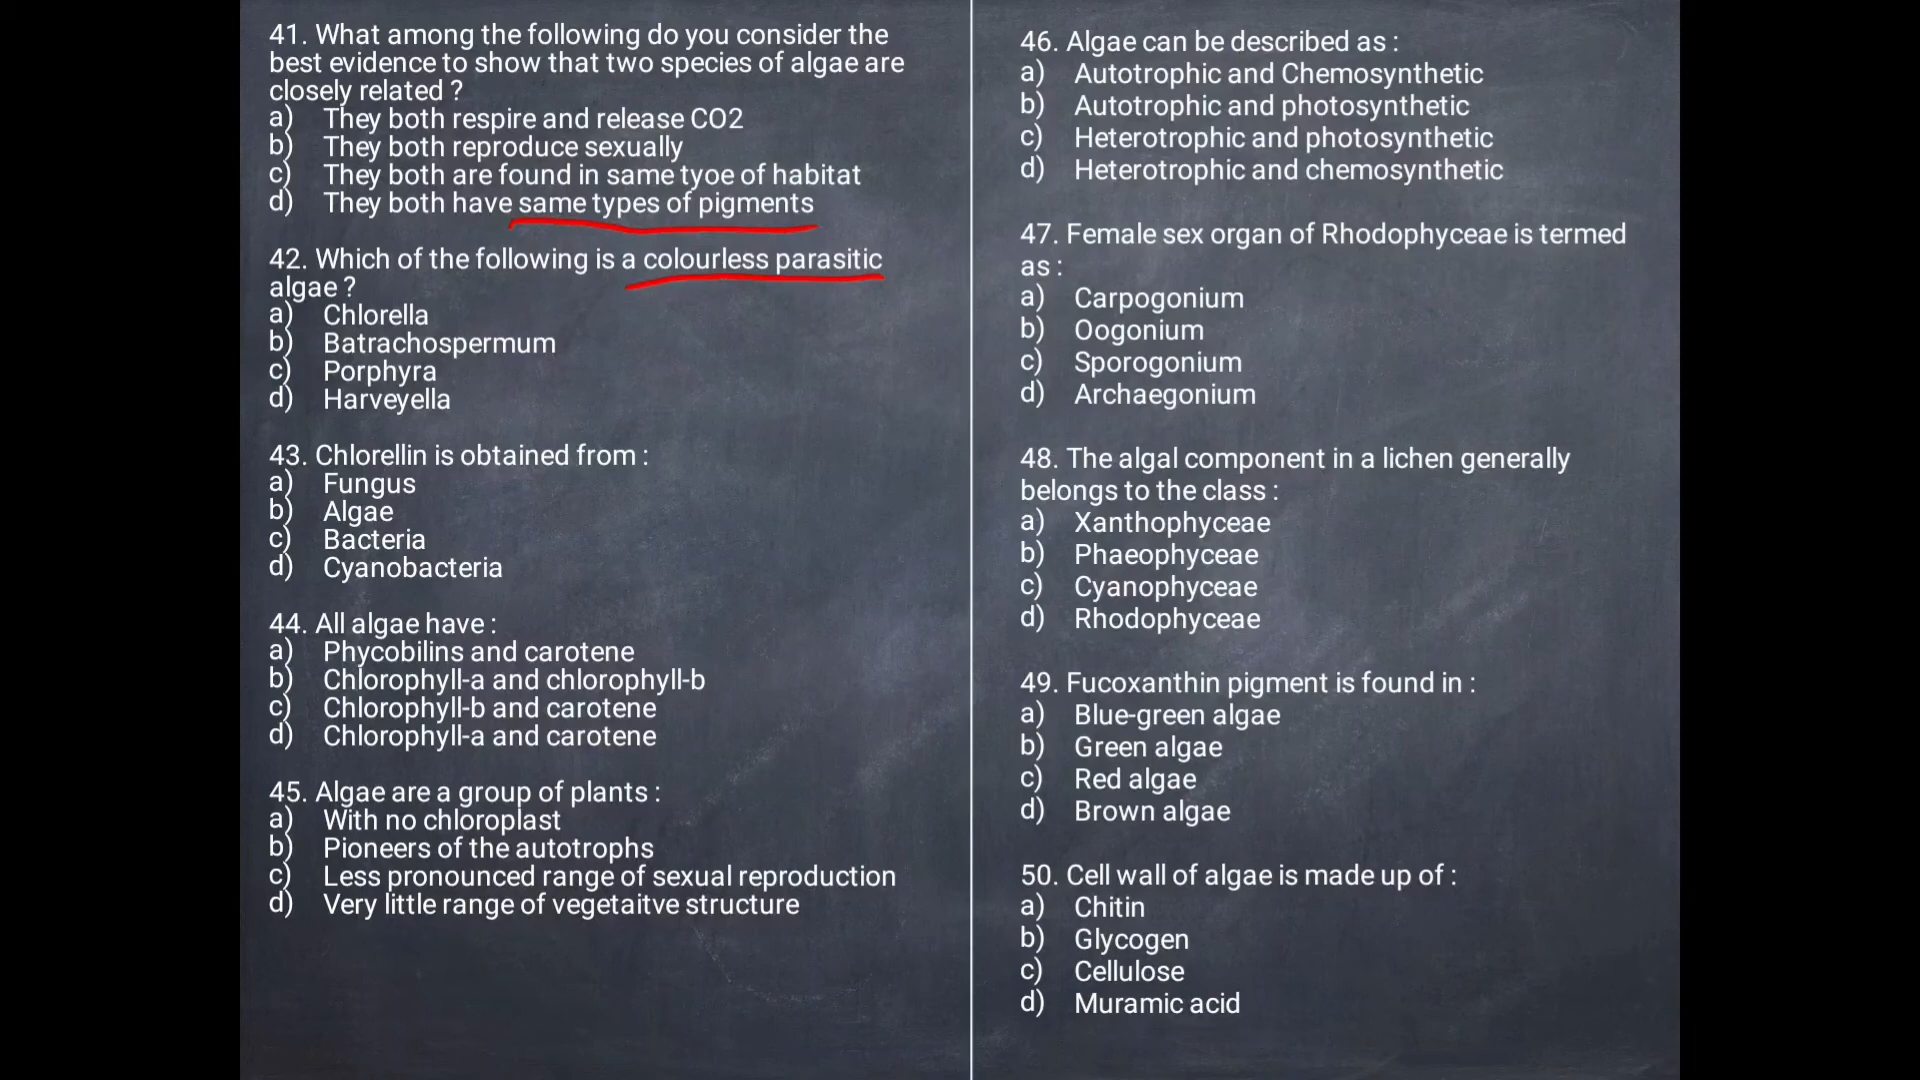 41. What among the following do you consider the
best evidence to show that two species of algae are
closely related ?
a) They both respire and release CO2
b) They both reproduce sexually
c) They both are found in same tyoe of habitat
d) They both have same types of pigments
42. Which of the following is a colourless parasitic
algae ?
a) Chlorella
b) Batrachospermum
c) Porphyra
d) Harveyella
43. Chlorellin is obtained from :
a) Fungus
b) Algae
c) Bacteria
d) Cyanobacteria
44. All algae have :
a) Phycobilins and carotene
b) Chlorophyll-a and chlorophyll-b
c) Chlorophyll-b and carotene
d) Chlorophyll-a and carotene
45. Algae are a group of plants :
a) With no chloroplast
b) Pioneers of the autotrophs
c) Less pronounced range of sexual reproduction
d) Very little range of vegetaitve structure
46. Algae can be described as :
a) Autotrophic and Chemosynthetic
b) Autotrophic and photosynthetic
c) Heterotrophic and photosynthetic
d) Heterotrophic and chemosynthetic
47. Female sex organ of Rhodophyceae is termed
as :
a) Carpogonium
b) Oogonium
c) Sporogonium
d) Archaegonium
48. The algal component in a lichen generally
belongs to the class :
a) Xanthophyceae
b) Phaeophyceae
c) Cyanophyceae
d) Rhodophyceae
49. Fucoxanthin pigment is found in :
a) Blue-green algae
b) Green algae
c) Red algae
d) Brown algae
50. Cell wall of algae is made up of :
a) Chitin
b) Glycogen
c) Cellulose
d) Muramic acid